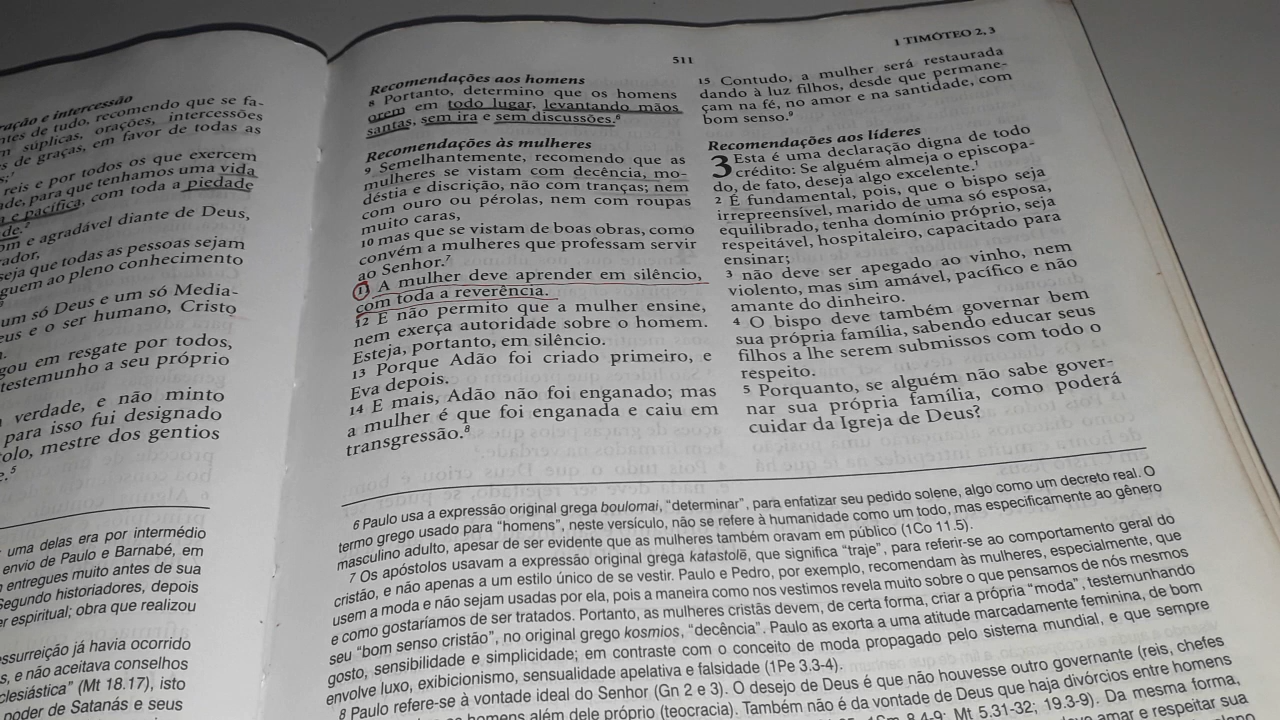 ração e intercessão
ntes de tudo, recomendo que se fa-
m súplicas, orações, intercessões
s de graças, em favor de todas as
reis e por todos os que exercem
ade, para que tenhamos uma vida
a e pacífica, com toda a piedade
de.²
om e agradável diante de Deus,
ador,
seja que todas as pessoas sejam
guem ao pleno conhecimento
um só Deus e um só Media-
eus e o ser humano, Cristo
gou em resgate por todos,
testemunho a seu próprio
verdade, e não minto
para isso fui designado
olo, mestre dos gentios
e.⁵
uma delas era por intermédio
envio de Paulo e Barnabé, em
entregues muito antes de sua
Segundo historiadores, depois
er espiritual; obra que realizou
essurreição já havia ocorrido
s, e não aceitava conselhos
clesiástica" (Mt 18.17), isto
poder de Satanás e seus
511
1 TIMÓTEO 2, 3
Recomendações aos homens
8 Portanto, determino que os homens
orem em todo lugar, levantando mãos
santas, sem ira e sem discussões.⁶
Recomendações às mulheres
9 Semelhantemente, recomendo que as
mulheres se vistam com decência, mo-
déstia e discrição, não com tranças; nem
com ouro ou pérolas, nem com roupas
muito caras,
10 mas que se vistam de boas obras, como
convém a mulheres que professam servir
ao Senhor.⁷
11 A mulher deve aprender em silêncio,
com toda a reverência.
12 E não permito que a mulher ensine,
nem exerça autoridade sobre o homem.
Esteja, portanto, em silêncio.
13 Porque Adão foi criado primeiro, e
Eva depois.
14 E mais, Adão não foi enganado; mas
a mulher é que foi enganada e caiu em
transgressão.⁸
15 Contudo, a mulher será restaurada
dando à luz filhos, desde que permane-
çam na fé, no amor e na santidade, com
bom senso.⁹
Recomendações aos líderes
3 Esta é uma declaração digna de todo
crédito: Se alguém almeja o episcopa-
do, de fato, deseja algo excelente.¹
2 É fundamental, pois, que o bispo seja
irrepreensível, marido de uma só esposa,
equilibrado, tenha domínio próprio, seja
respeitável, hospitaleiro, capacitado para
ensinar;
3 não deve ser apegado ao vinho, nem
violento, mas sim amável, pacífico e não
amante do dinheiro.
4 O bispo deve também governar bem
sua própria família, sabendo educar seus
filhos a lhe serem submissos com todo o
respeito.
5 Porquanto, se alguém não sabe gover-
nar sua própria família, como poderá
cuidar da Igreja de Deus?
6 Paulo usa a expressão original grega boulomai, "determinar", para enfatizar seu pedido solene, algo como um decreto real. O
termo grego usado para "homens", neste versículo, não se refere à humanidade como um todo, mas especificamente ao gênero
masculino adulto, apesar de ser evidente que as mulheres também oravam em público (1Co 11.5).
7 Os apóstolos usavam a expressão original grega katastolē, que significa "traje", para referir-se ao comportamento geral do
cristão, e não apenas a um estilo único de se vestir. Paulo e Pedro, por exemplo, recomendam às mulheres, especialmente, que
usem a moda e não sejam usadas por ela, pois a maneira como nos vestimos revela muito sobre o que pensamos de nós mesmos
e como gostaríamos de ser tratados. Portanto, as mulheres cristãs devem, de certa forma, criar a própria "moda", testemunhando
seu "bom senso cristão", no original grego kosmios, "decência". Paulo as exorta a uma atitude marcadamente feminina, de bom
gosto, sensibilidade e simplicidade; em contraste com o conceito de moda propagado pelo sistema mundial, e que sempre
envolve luxo, exibicionismo, sensualidade apelativa e falsidade (1Pe 3.3-4).
8 Paulo refere-se à vontade ideal do Senhor (Gn 2 e 3). O desejo de Deus é que não houvesse outro governante (reis, chefes
homens além dele próprio (teocracia). Também não é da vontade de Deus que haja divórcios entre homens
8.4-9; Mt 5.31-32; 19.3-9). Da mesma forma,
amar e respeitar sua